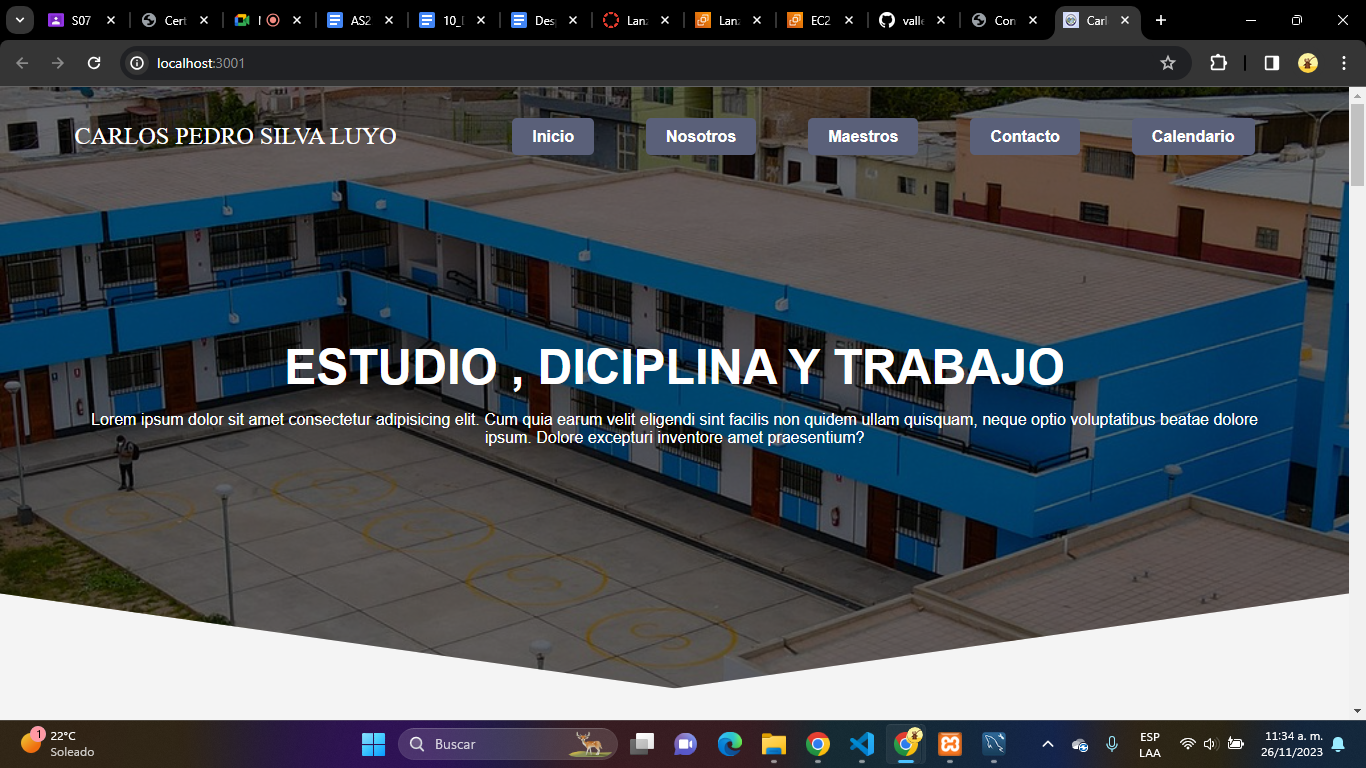 S07
Cert
AS2
10_
Des
Lan
Lan
EC2
valle
Con
Carl
localhost:3001
CARLOS PEDRO SILVA LUYO
Inicio
Nosotros
Maestros
Contacto
Calendario
ESTUDIO , DICIPLINA Y TRABAJO
Lorem ipsum dolor sit amet consectetur adipisicing elit. Cum quia earum velit eligendi sint facilis non quidem ullam quisquam, neque optio voluptatibus beatae dolore
ipsum. Dolore excepturi inventore amet praesentium?
1
22°C
Soleado
Buscar
ESP
LAA
11:34 a. m.
26/11/2023